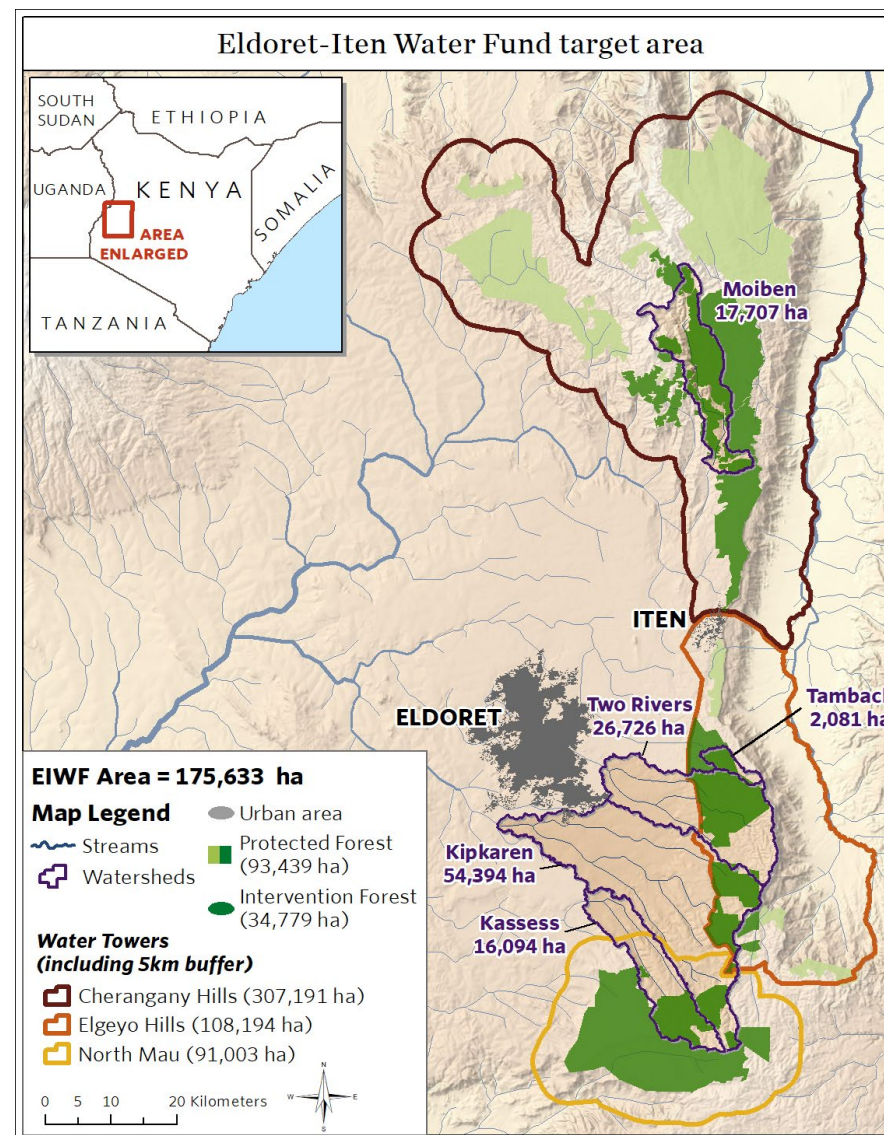 Eldoret-Iten Water Fund target area
SOUTH
SUDAN
ETHIOPIA
UGANDA
KENYA
SOMALIA
AREA
ENLARGED
TANZANIA
Moiben
17,707 ha
ITEN
ELDORET
Two Rivers
26,726 ha
Tambach
2,081 ha
Kipkaren
54,394 ha
Kassess
16,094 ha
EIWF Area = 175,633 ha
Map Legend
Streams
Watersheds
Urban area
Protected Forest
(93,439 ha)
Intervention Forest
(34,779 ha)
Water Towers
(including 5km buffer)
Cherangany Hills (307,191 ha)
Elgeyo Hills (108,194 ha)
North Mau (91,003 ha)
0 5 10 20 Kilometers
N
W E
S